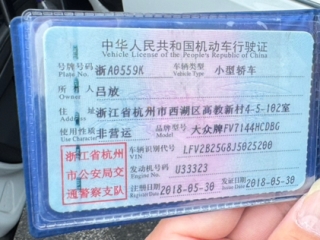 中华人民共和国机动车行驶证
Vehicle License of the People's Republic of China
号牌号码 浙A0559K 车辆类型 小型轿车
Plate No. Vehicle Type
所有人 吕敏
Owner
住址 浙江省杭州市西湖区高教新村4-5-102室
Address
使用性质 非营运 品牌型号 大众牌FV7144HCDBG
Use Character Model
浙江省杭州市公安局交通警察支队
车辆识别代号 LFV2B25G8J5025200
VIN
发动机号码 U33323
Engine No.
注册日期 2018-05-30 发证日期 2018-05-30